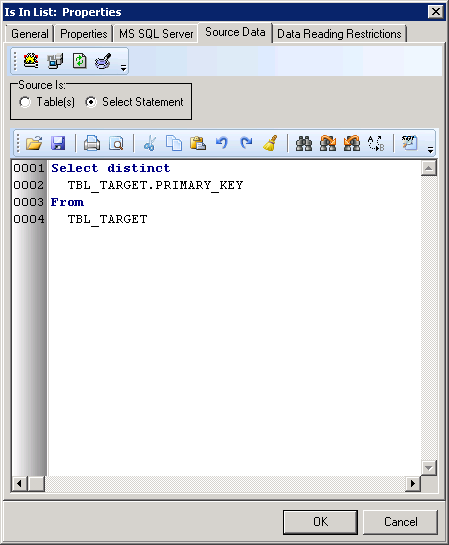 Is In List: Properties
General Properties MS SQL Server Source Data Data Reading Restrictions
Source Is:
Table(s) Select Statement
0001 Select distinct
0002 TBL_TARGET.PRIMARY_KEY
0003 From
0004 TBL_TARGET
OK Cancel